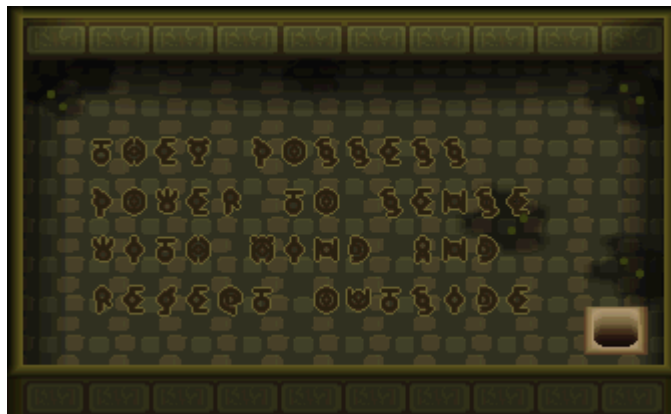 THEY POSSESS
POWER TO SENSE
WITH MIND AND
REJECT OUTSIDE